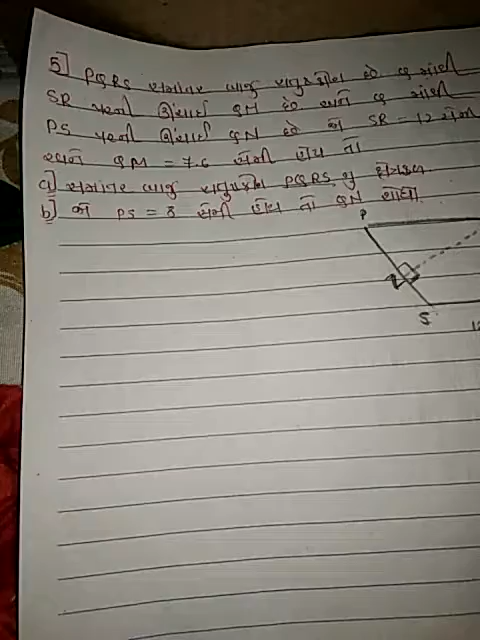 5] PQRS સમાંતર બાજુ ચતુષ્કોણ છે Q માંથી
SR પરની ઊંચાઈ QM છે અને Q માંથી
PS પરની ઊંચાઈ QN છે જો SR = 12 સેમી
અને QM = 7.6 સેમી હોય તો
a] સમાંતર બાજુ ચતુષ્કોણ PQRS નું ક્ષેત્રફળ
b] જો PS = 8 સેમી હોય તો QN શોધો
P
N
S